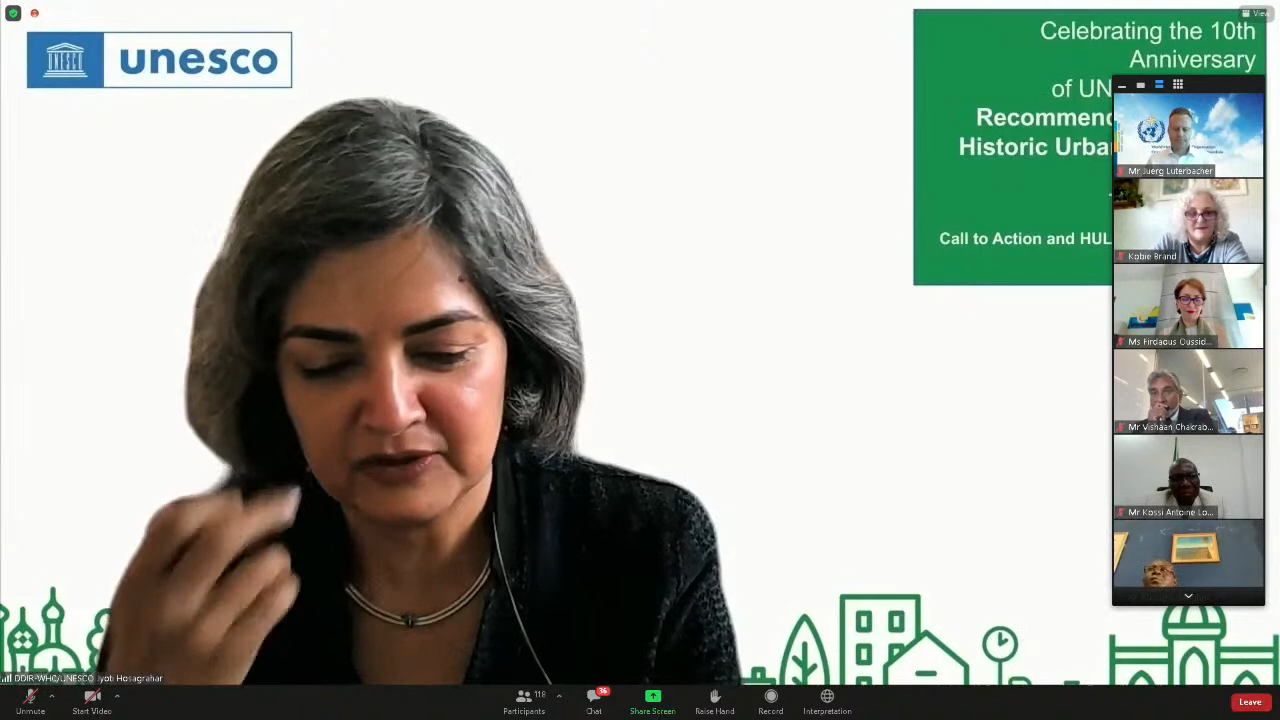 View
unesco
Celebrating the 10th
Anniversary
of UN
Recommend
Historic Urba
Call to Action and HUL
Mr Juerg Luterbacher
Kobie Brand
Ms Firdaous Oussid...
Mr Vishaan Chakrab...
Mr Kossi Antoine Lo...
DDIR-WHC/UNESCO Jyoti Hosagrahar
Unmute
Start Video
118
Participants
36
Chat
Share Screen
Raise Hand
Record
Interpretation
Leave